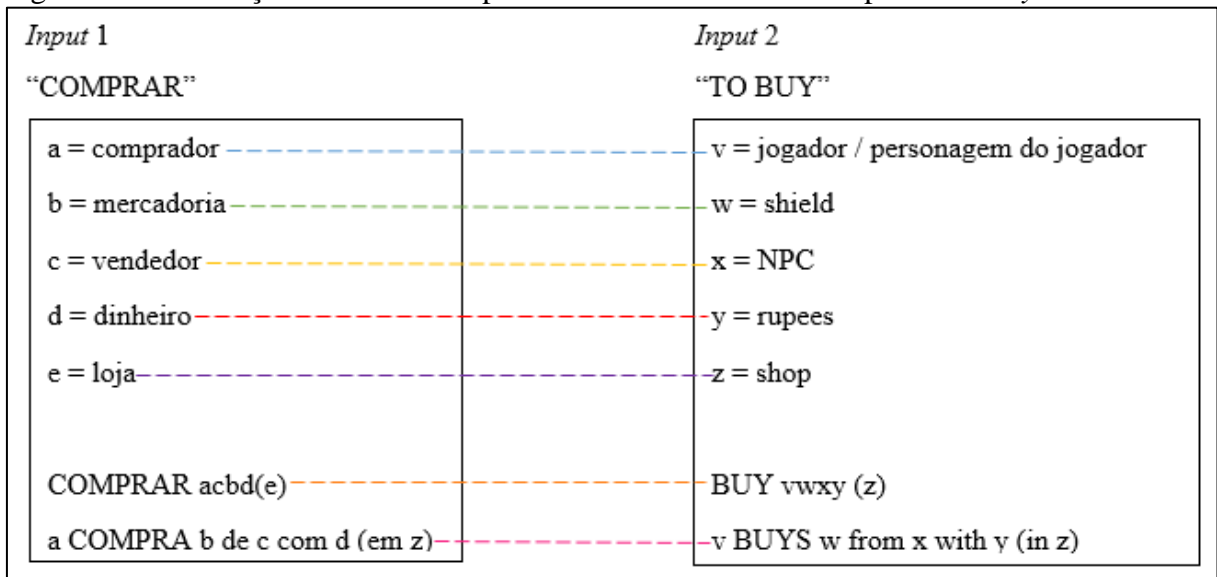 Input 1
Input 2
“COMPRAR”
“TO BUY”
a = comprador
v = jogador / personagem do jogador
b = mercadoria
w = shield
c = vendedor
x = NPC
d = dinheiro
y = rupees
e = loja
z = shop
COMPRAR acbd(e)
BUY vwxy (z)
a COMPRA b de c com d (em z)
v BUYS w from x with y (in z)